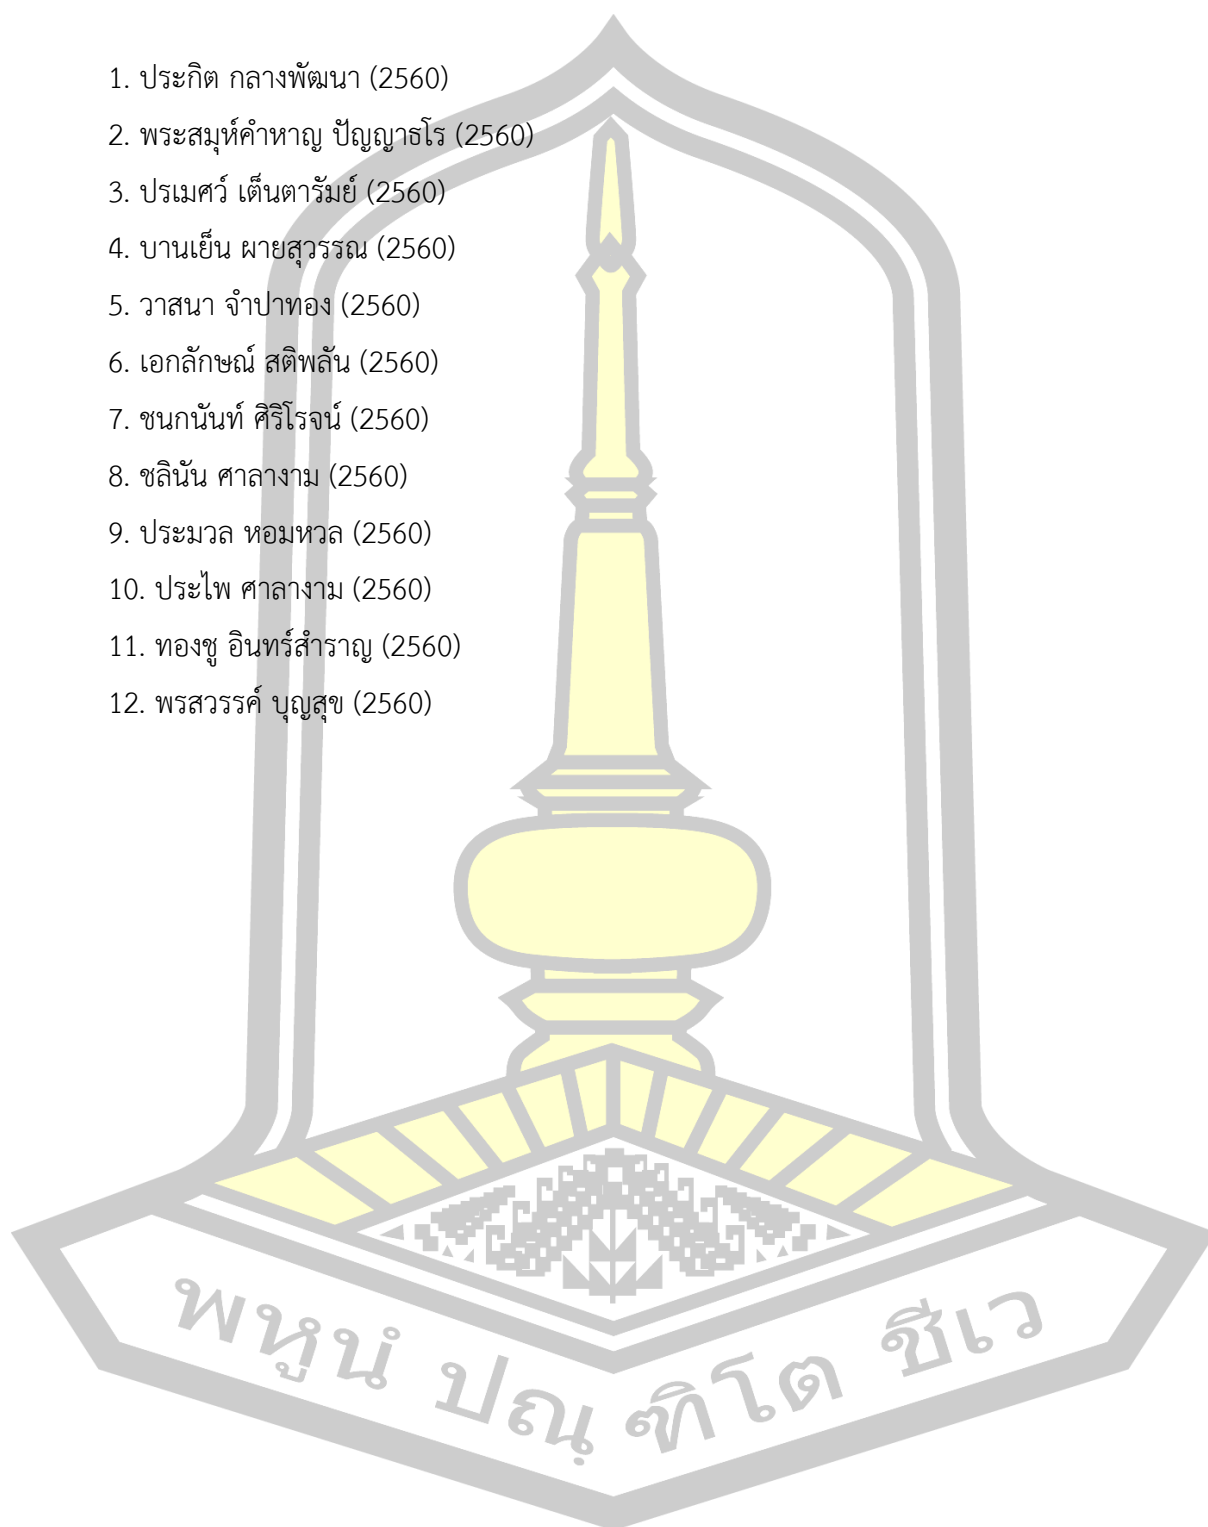 1. ประกิต กลางพัฒนา (2560)
2. พระสมุห์คำหาญ ปัญญาธโร (2560)
3. ปรเมศว์ เต็นตารัมย์ (2560)
4. บานเย็น ผายสุวรรณ (2560)
5. วาสนา จำปาทอง (2560)
6. เอกลักษณ์ สติพลัน (2560)
7. ชนกนันท์ ศิริโรจน์ (2560)
8. ชลินัน ศาลางาม (2560)
9. ประมวล หอมหวล (2560)
10. ประไพ ศาลางาม (2560)
11. ทองชู อินทร์สำราญ (2560)
12. พรสวรรค์ บุญสุข (2560)
พหูนํ ปณฺฑิโต ชีเว